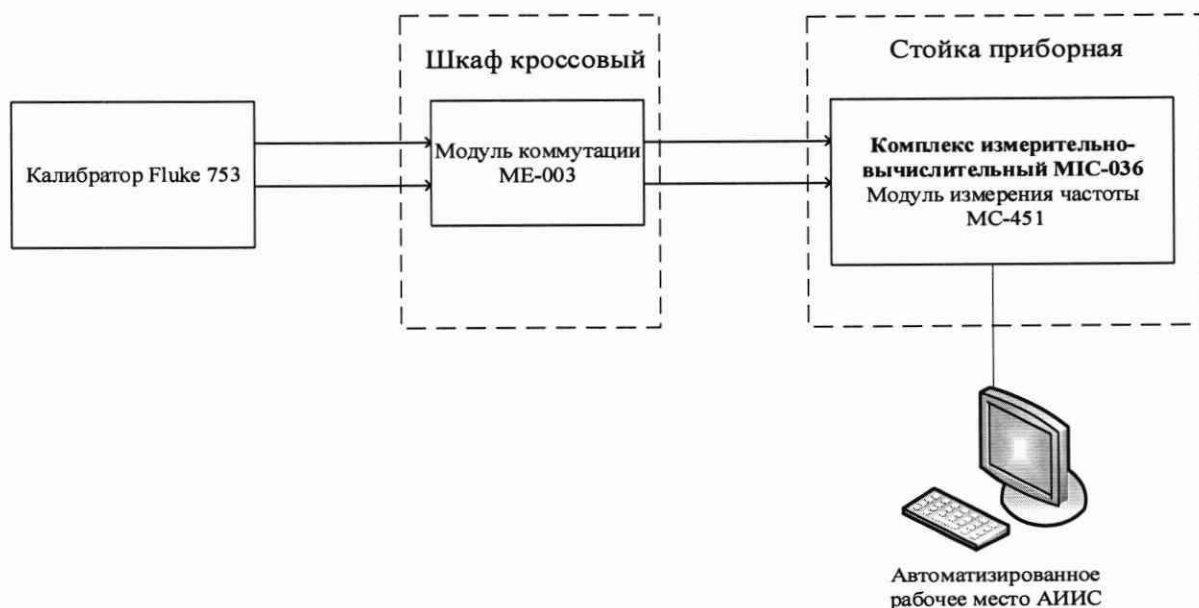 Шкаф кроссовый
Стойка приборная
Калибратор Fluke 753
Модуль коммутации
МЕ-003
Комплекс измерительно-
вычислительный MIC-036
Модуль измерения частоты
МС-451
Автоматизированное
рабочее место АИИС